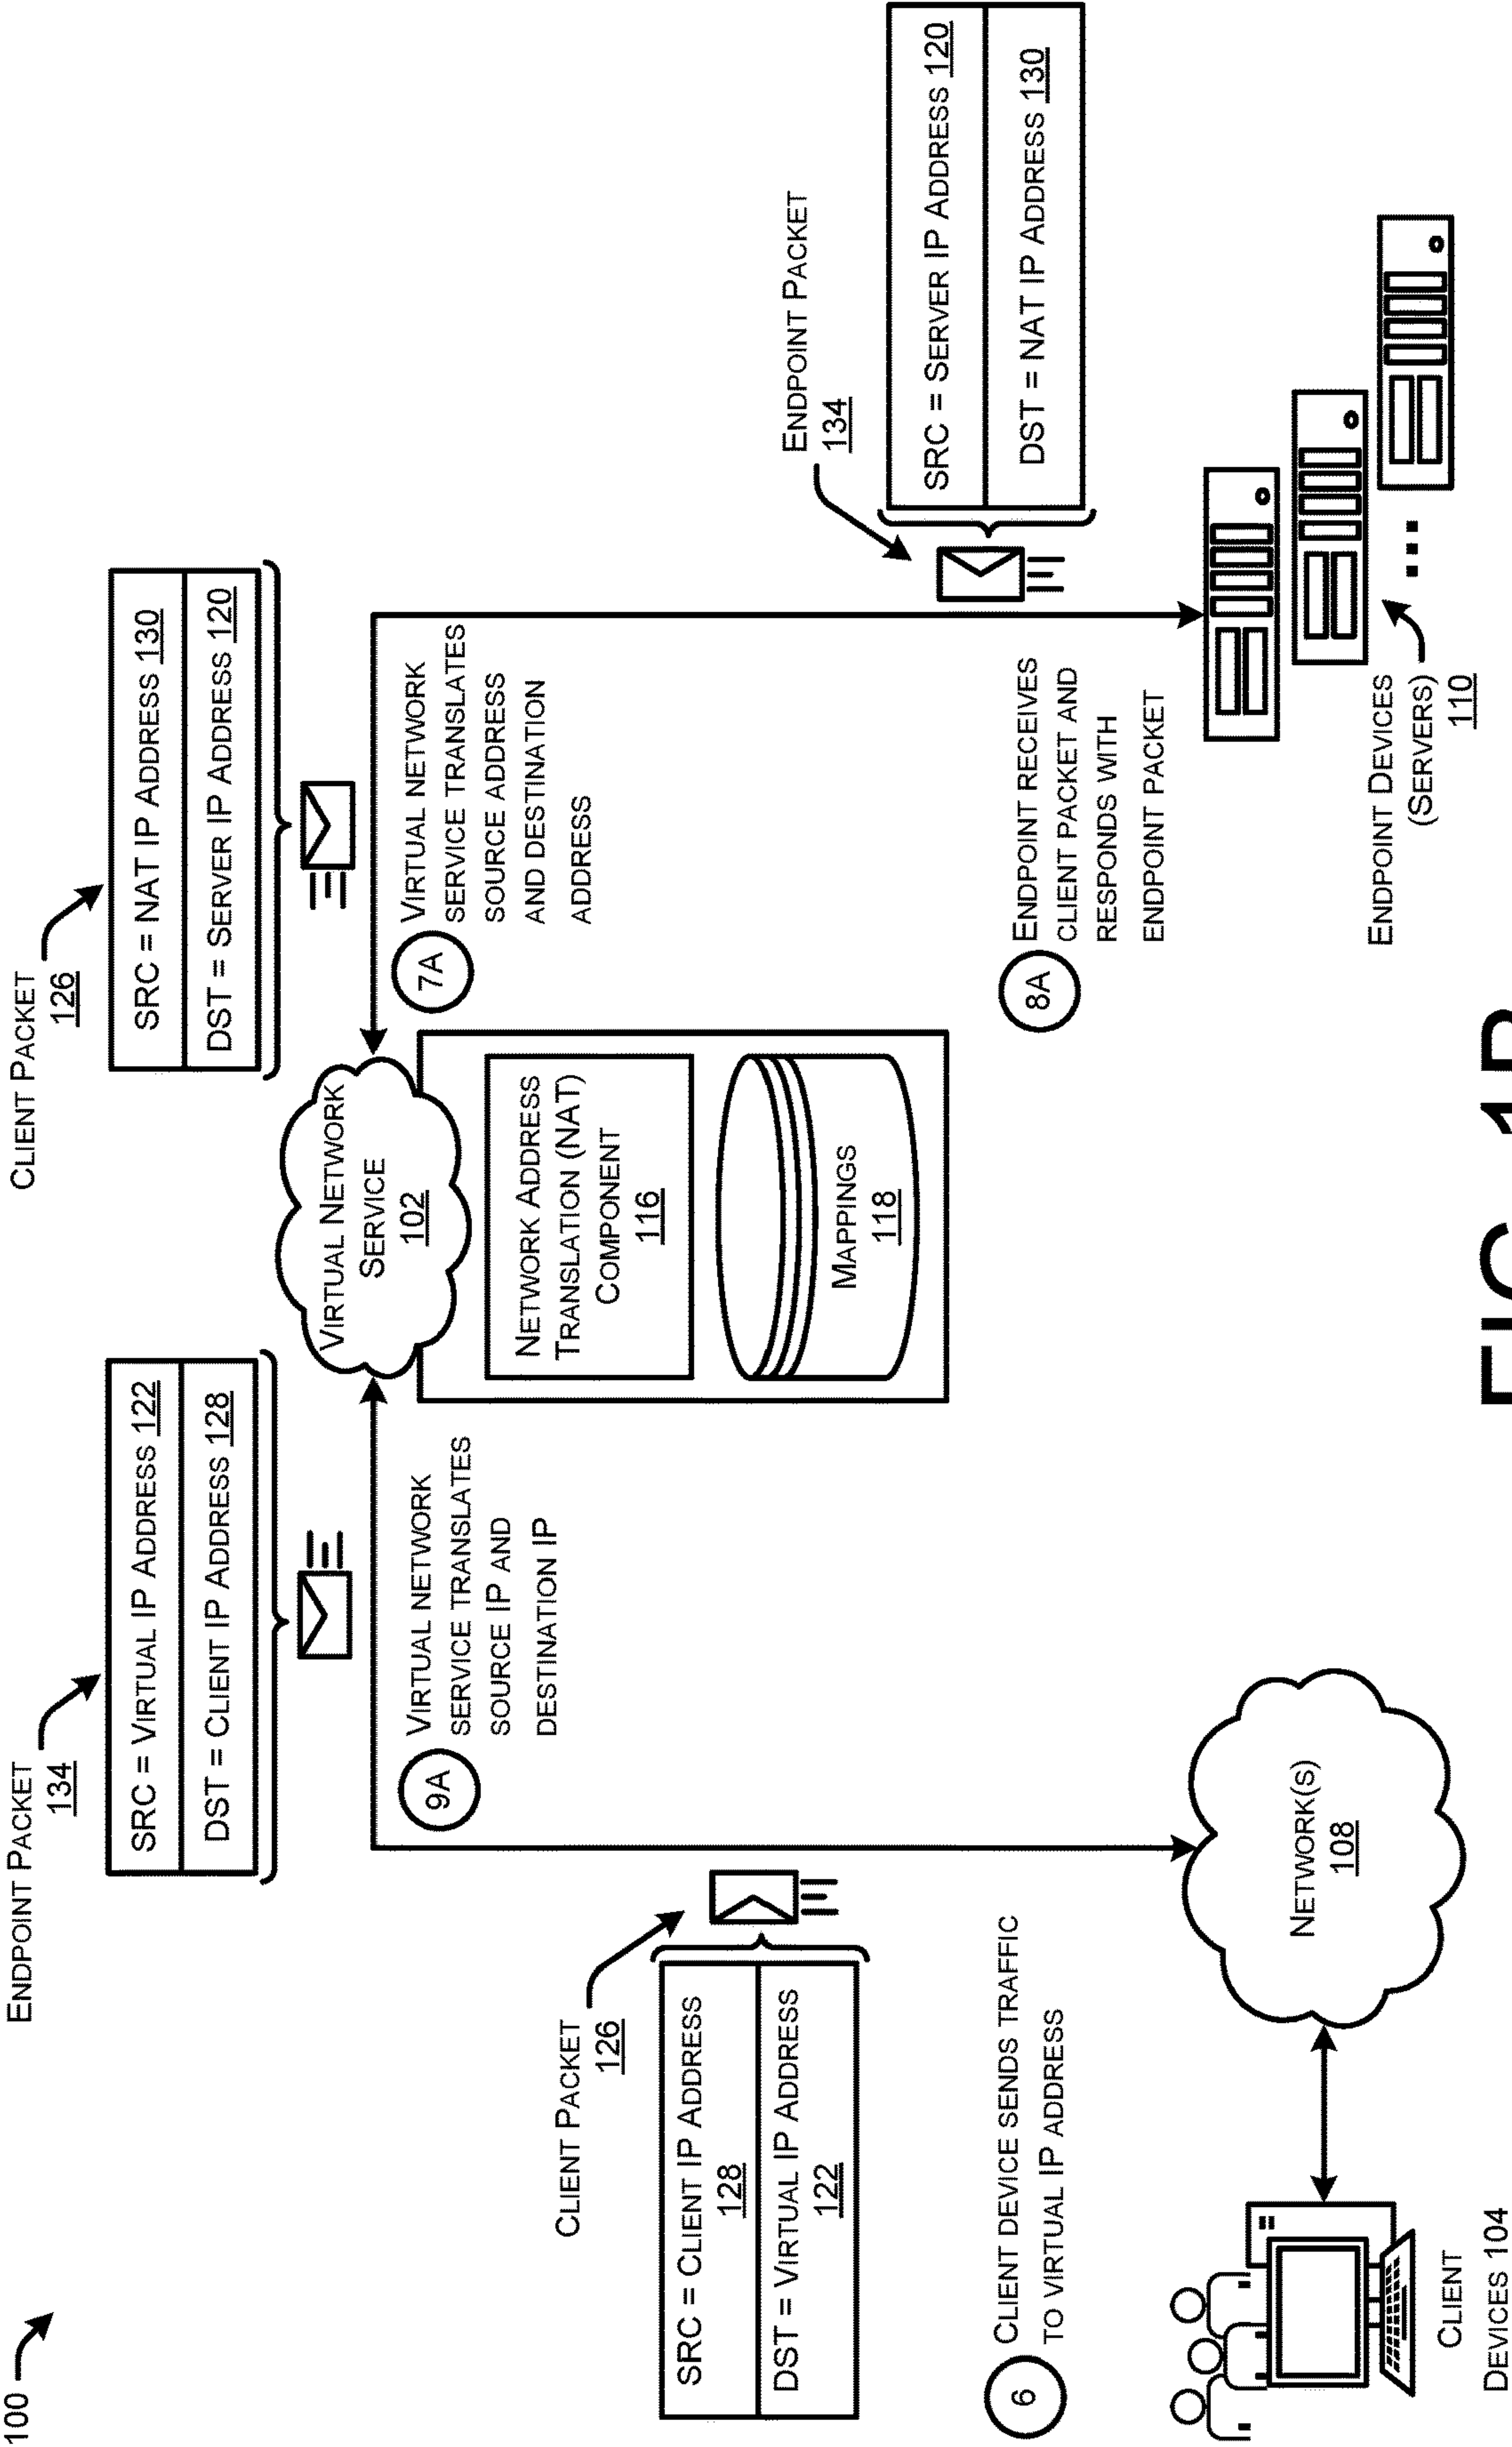 100
ENDPOINT PACKET
134
SRC = VIRTUAL IP ADDRESS 122
DST = CLIENT IP ADDRESS 128
CLIENT PACKET
126
SRC = NAT IP ADDRESS 130
DST = SERVER IP ADDRESS 120
VIRTUAL NETWORK
SERVICE
102
9A
VIRTUAL NETWORK
SERVICE TRANSLATES
SOURCE IP AND
DESTINATION IP
7A
VIRTUAL NETWORK
SERVICE TRANSLATES
SOURCE ADDRESS
AND DESTINATION
ADDRESS
NETWORK ADDRESS
TRANSLATION (NAT)
COMPONENT
116
MAPPINGS
118
CLIENT PACKET
126
SRC = CLIENT IP ADDRESS
128
DST = VIRTUAL IP ADDRESS
122
ENDPOINT PACKET
134
SRC = SERVER IP ADDRESS 120
DST = NAT IP ADDRESS 130
6
CLIENT DEVICE SENDS TRAFFIC
TO VIRTUAL IP ADDRESS
8A
ENDPOINT RECEIVES
CLIENT PACKET AND
RESPONDS WITH
ENDPOINT PACKET
NETWORK(S)
108
CLIENT
DEVICES 104
ENDPOINT DEVICES
(SERVERS)
110